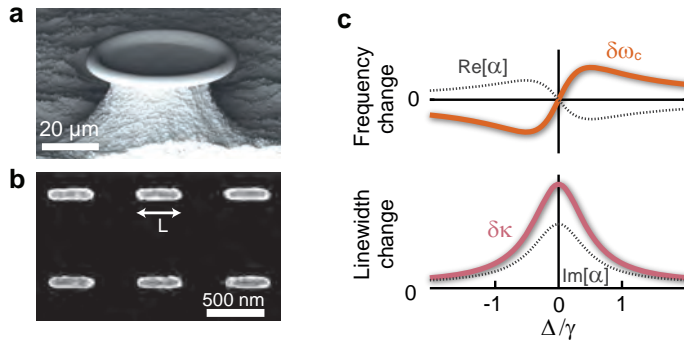 a
20 μm
b
L
500 nm
c
Frequency
change
0
Re[α]
δω_c
Linewidth
change
0
δκ
Im[α]
-1
0
1
Δ/γ